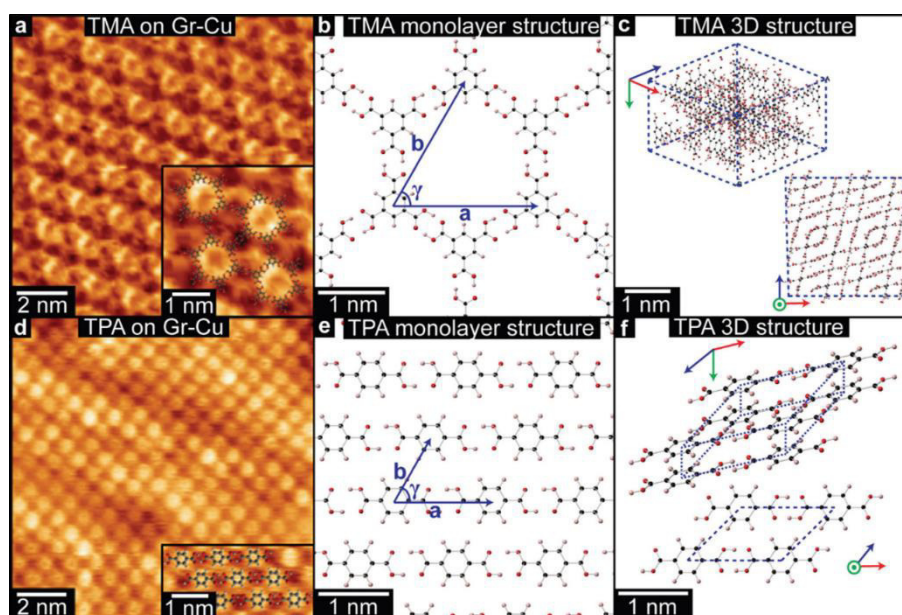 a TMA on Gr-Cu
2 nm
1 nm
b TMA monolayer structure
b
γ
a
1 nm
c TMA 3D structure
1 nm
d TPA on Gr-Cu
2 nm
1 nm
e TPA monolayer structure
b
γ
a
1 nm
f TPA 3D structure
1 nm